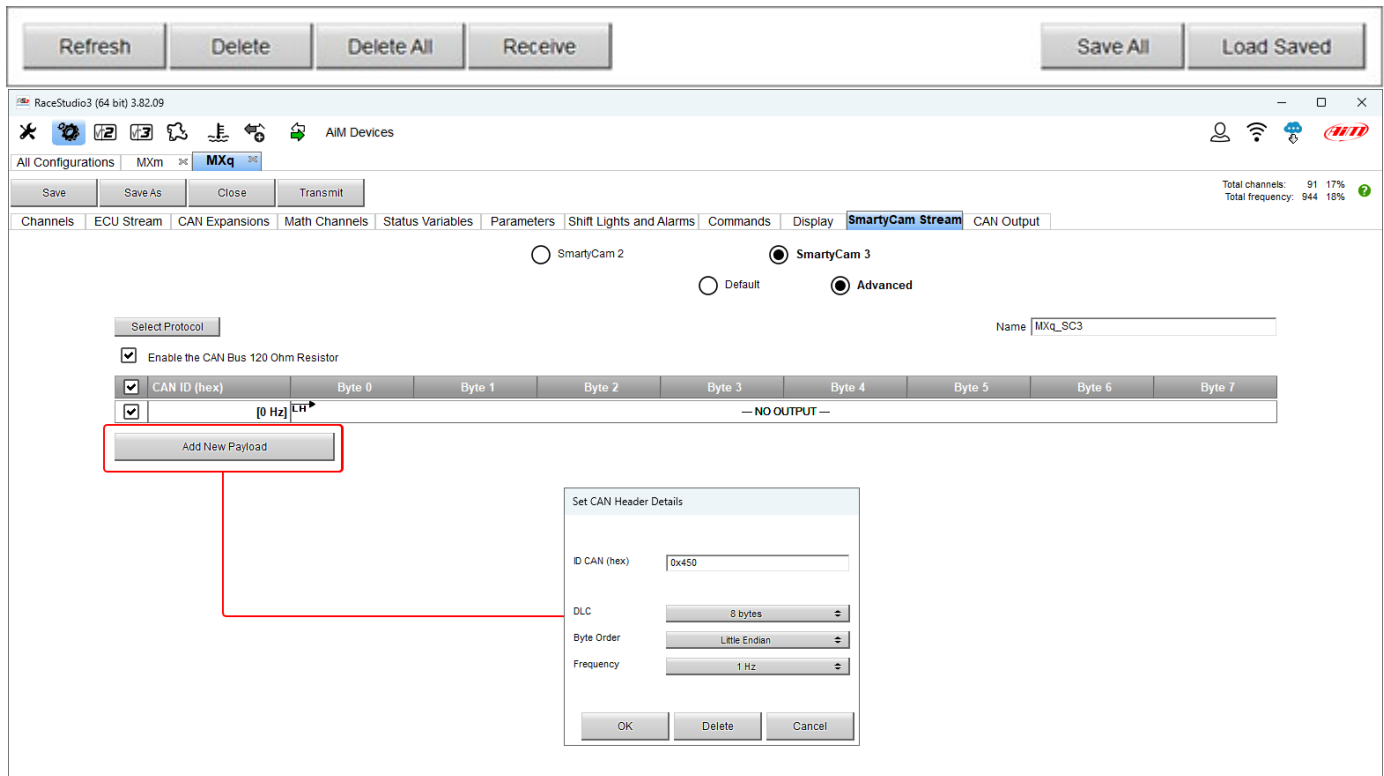 Refresh Delete Delete All Receive Save All Load Saved
RaceStudio3 (64 bit) 3.82.09
AiM Devices AiM
All Configurations MXm MXq
Save Save As Close Transmit
Total channels: 91 17%
Total frequency: 944 18%
Channels ECU Stream CAN Expansions Math Channels Status Variables Parameters Shift Lights and Alarms Commands Display SmartyCam Stream CAN Output
SmartyCam 2 SmartyCam 3
Default Advanced
Select Protocol Name MXq_SC3
Enable the CAN Bus 120 Ohm Resistor
CAN ID (hex) Byte 0 Byte 1 Byte 2 Byte 3 Byte 4 Byte 5 Byte 6 Byte 7
[0 Hz] LH — NO OUTPUT —
Add New Payload
Set CAN Header Details
ID CAN (hex) 0x450
DLC 8 bytes
Byte Order Little Endian
Frequency 1 Hz
OK Delete Cancel